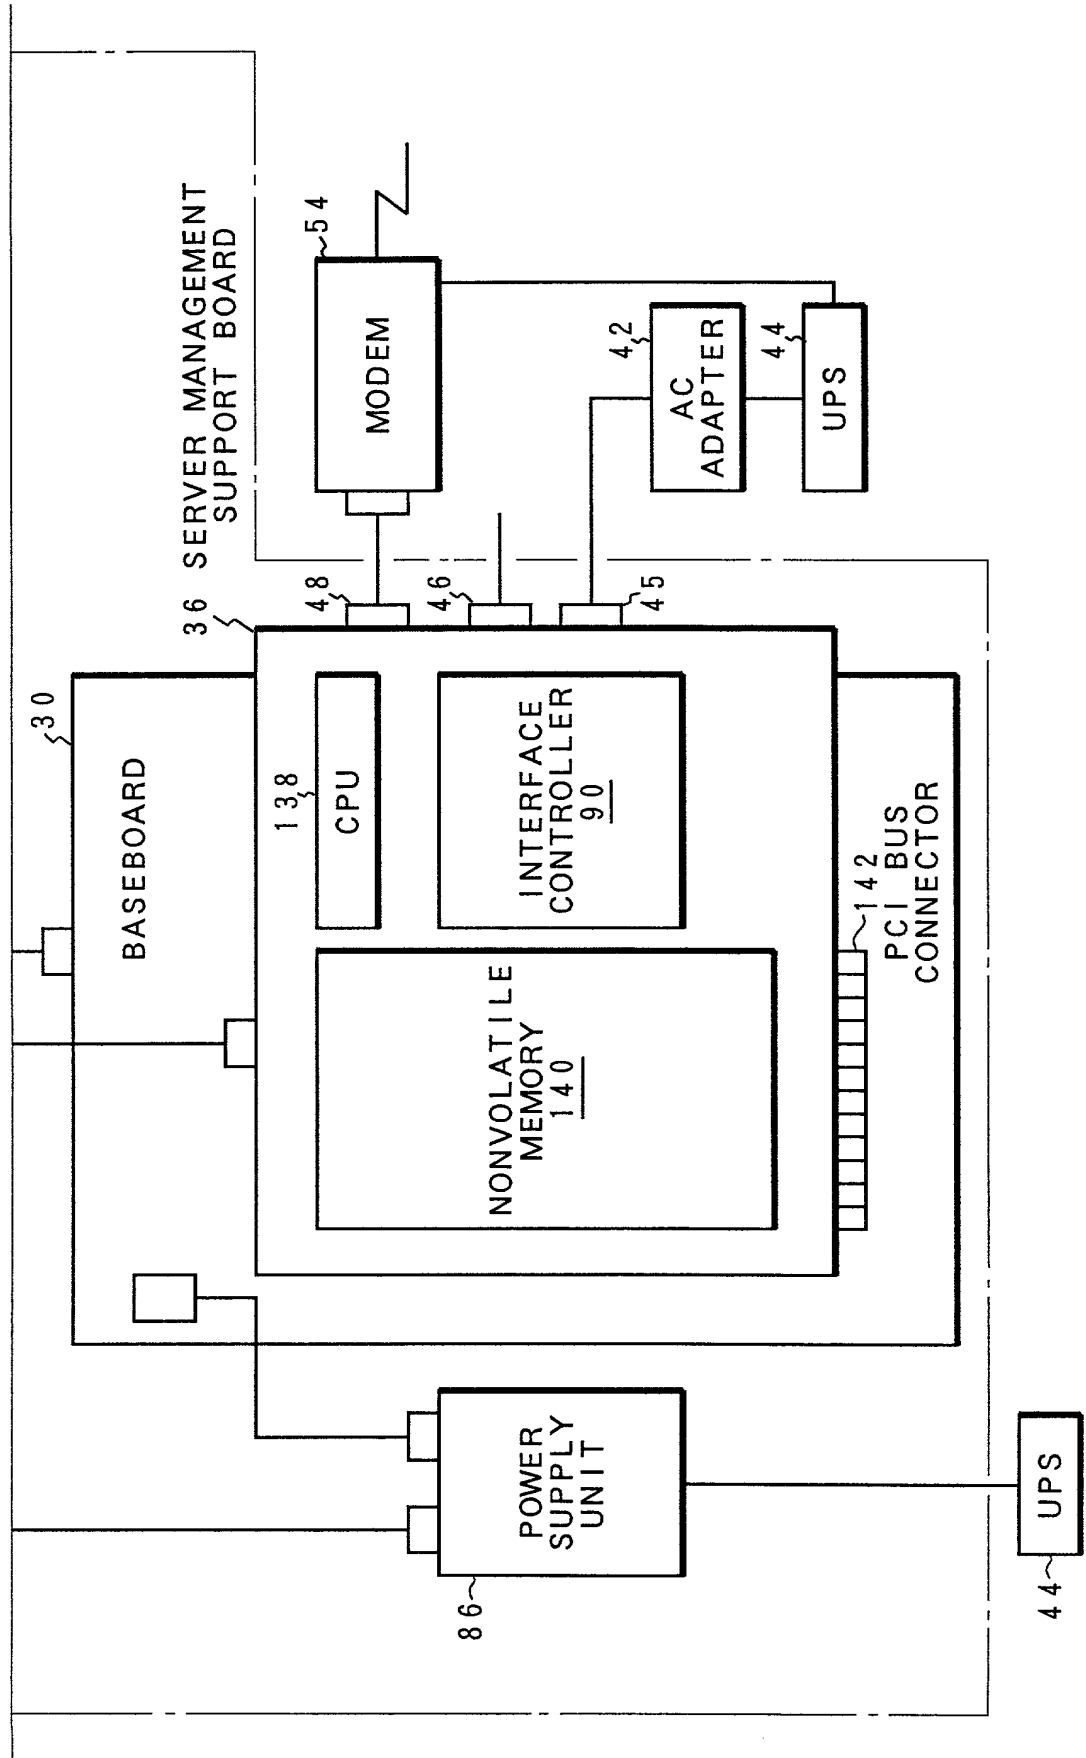 30
BASEBOARD
36 SERVER MANAGEMENT
SUPPORT BOARD
138
CPU
48
MODEM
54
NONVOLATILE
MEMORY
140
INTERFACE
CONTROLLER
90
46
45
AC
ADAPTER
42
UPS
44
142
PCI BUS
CONNECTOR
86
POWER
SUPPLY
UNIT
44
UPS